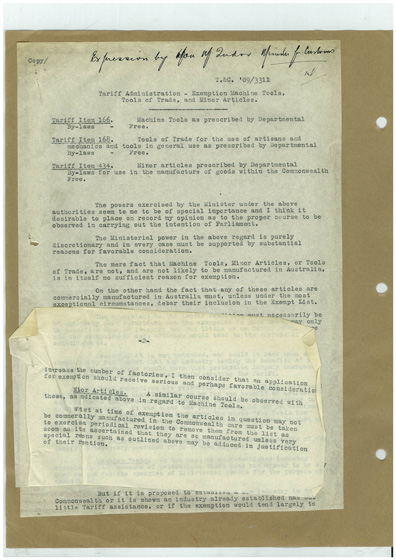 Copy/
Expression by Hon Mr Tudor Minister of Customs
T.&C. '09/3311
Tariff Administration - Exemption Machine Tools,
Tools of Trade, and Minor Articles.
Tariff Item 166. Machine Tools as prescribed by Departmental
By-laws - Free.
Tariff Item 168. Tools of Trade for the use of artisans and
mechanics and tools in general use as prescribed by Departmental
By-laws - Free.
Tariff Item 434. Minor articles prescribed by Departmental
By-laws for use in the manufacture of goods within the Commonwealth
Free.
The powers exercised by the Minister under the above
authorities seem to me to be of special importance and I think it
desirable to place on record my opinion as to the proper course to be
observed in carrying out the intention of Parliament.
The Ministerial power in the above regard is purely
discretionary and in every case must be supported by substantial
reasons for favorable consideration.
The mere fact that Machine Tools, Minor Articles, or Tools
of Trade, are not, and are not likely to be manufactured in Australia,
is in itself no sufficient reason for exemption.
On the other hand the fact that any of these articles are
commercially manufactured in Australia must, unless under the most
exceptional circumstances, debar their inclusion in the Exempt list.
must necessarily be
may only
-2-
increase the number of factories, I then consider that an application
for exemption should receive serious and perhaps favorable consideration
Minor Articles. A similar course should be observed with
these, as indicated above in regard to Machine Tools.
What at time of exemption the articles in question may not
be commercially manufactured in the Commonwealth care must be taken
to exercise periodical revision to remove them from the list as
soon as its ascertained that they are so manufactured unless very
special reasons such as outlined above may be adduced in justification
of their
But if it is proposed to establish a
Commonwealth or it is shown an industry already established has but
little Tariff assistance, or if the exemption would tend largely to